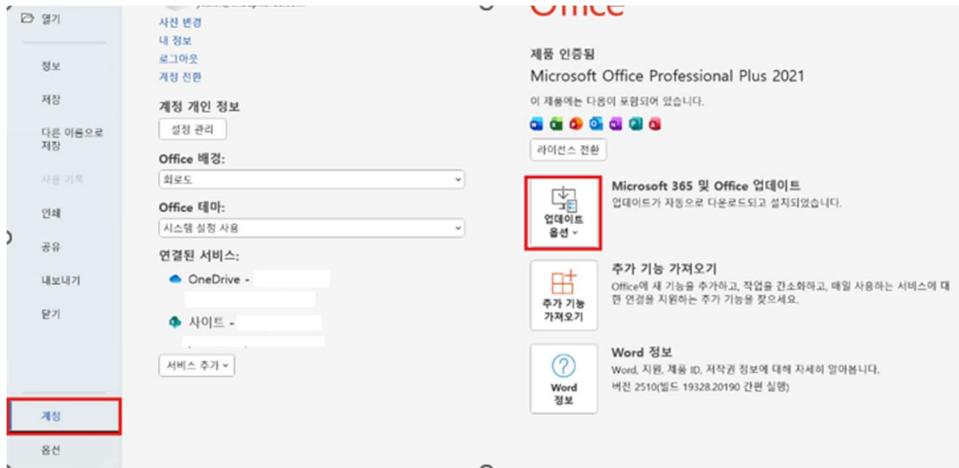 열기
정보
저장
다른 이름으로
저장
사용 기록
인쇄
공유
내보내기
닫기
계정
옵션
사진 변경
내 정보
로그아웃
계정 전환
계정 개인 정보
설정 관리
Office 배경:
회로도
Office 테마:
시스템 설정 사용
연결된 서비스:
OneDrive -
사이트 -
서비스 추가
Office
제품 인증됨
Microsoft Office Professional Plus 2021
이 제품에는 다음이 포함되어 있습니다.
라이선스 전환
업데이트
옵션
Microsoft 365 및 Office 업데이트
업데이트가 자동으로 다운로드되고 설치되었습니다.
추가 기능
가져오기
추가 기능 가져오기
Office에 새 기능을 추가하고, 작업을 간소화하고, 매일 사용하는 서비스에 대
한 연결을 지원하는 추가 기능을 찾으세요.
Word
정보
Word 정보
Word, 지원, 제품 ID, 저작권 정보에 대해 자세히 알아봅니다.
버전 2510(빌드 19328.20190 간편 실행)